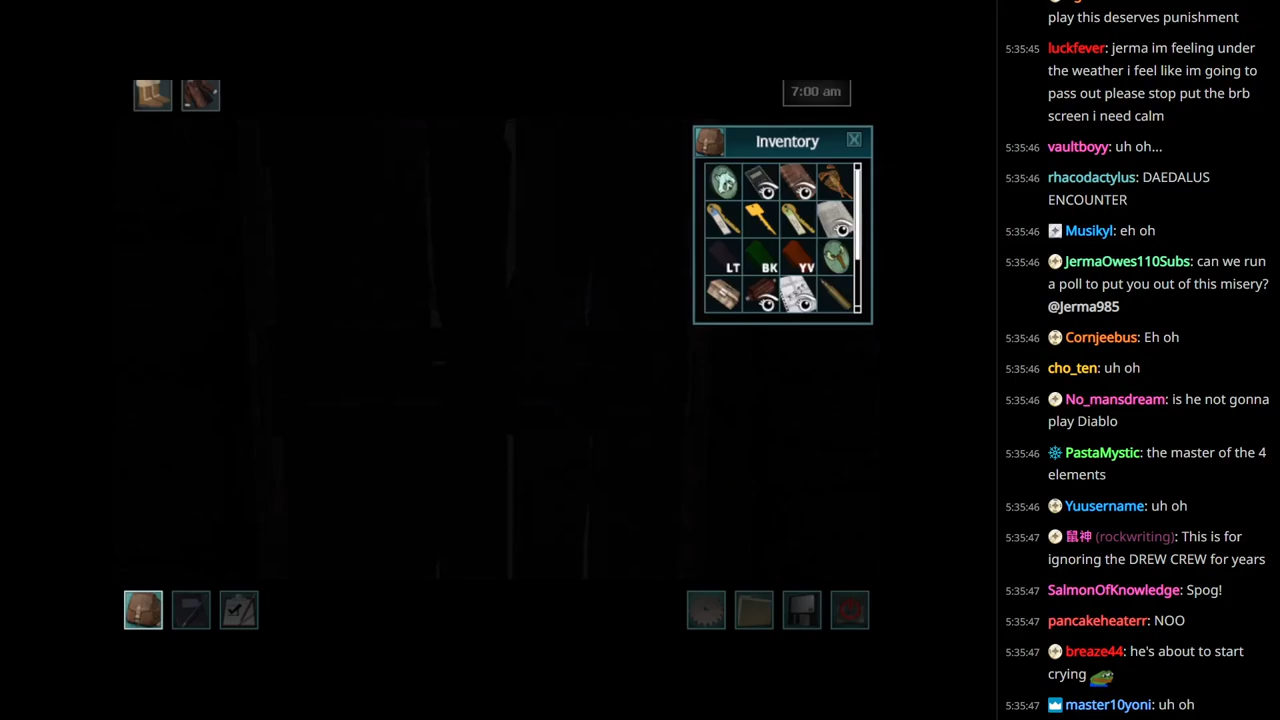 7:00 am
Inventory
LT
BK
YV
play this deserves punishment
5:35:45 luckfever: jerma im feeling under
the weather i feel like im going to
pass out please stop put the brb
screen i need calm
5:35:46 vaultboyy: uh oh...
5:35:46 rhacodactylus: DAEDALUS
ENCOUNTER
5:35:46 Musikyl: eh oh
5:35:46 JermaOwes110Subs: can we run
a poll to put you out of this misery?
@Jerma985
5:35:46 Cornjeebus: Eh oh
5:35:46 cho_ten: uh oh
5:35:46 No_mansdream: is he not gonna
play Diablo
5:35:46 PastaMystic: the master of the 4
elements
5:35:46 Yuusername: uh oh
5:35:47 鼠神 (rockwriting): This is for
ignoring the DREW CREW for years
5:35:47 SalmonOfKnowledge: Spog!
5:35:47 pancakeheaterr: NOO
5:35:47 breaze44: he's about to start
crying
5:35:47 master10yoni: uh oh